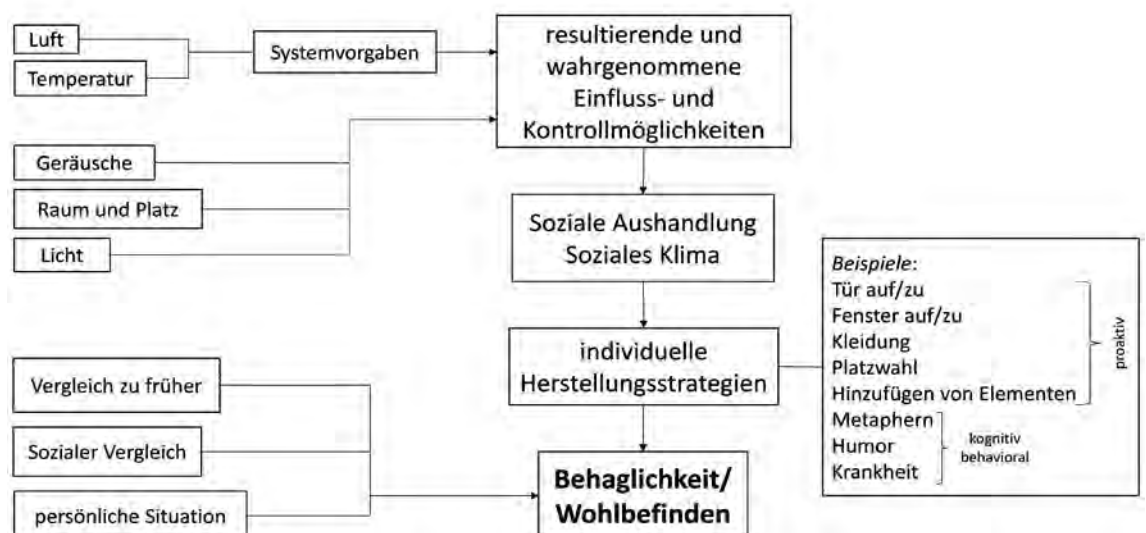 Luft
Temperatur
Systemvorgaben
resultierende und
wahrgenommene
Einfluss- und
Kontrollmöglichkeiten
Geräusche
Raum und Platz
Licht
Soziale Aushandlung
Soziales Klima
individuelle
Herstellungsstrategien
Beispiele:
Tür auf/zu
Fenster auf/zu
Kleidung
Platzwahl
Hinzufügen von Elementen
proaktiv
Metaphern
Humor
Krankheit
kognitiv
behavioral
Vergleich zu früher
Sozialer Vergleich
persönliche Situation
Behaglichkeit/
Wohlbefinden